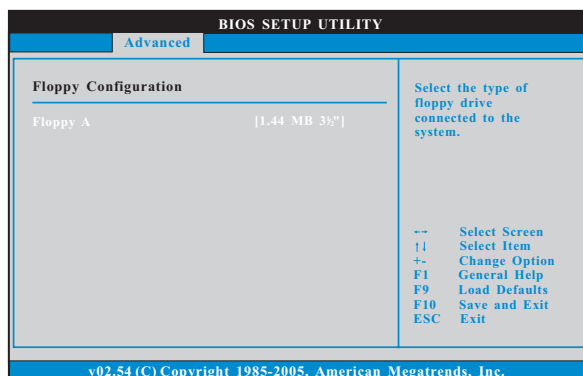 BIOS SETUP UTILITY
Advanced
Floppy Configuration
Floppy A [1.44 MB 3½"]
Select the type of
floppy drive
connected to the
system.
←→ Select Screen
↑↓ Select Item
+- Change Option
F1 General Help
F9 Load Defaults
F10 Save and Exit
ESC Exit
v02.54 (C) Copyright 1985-2005, American Megatrends, Inc.